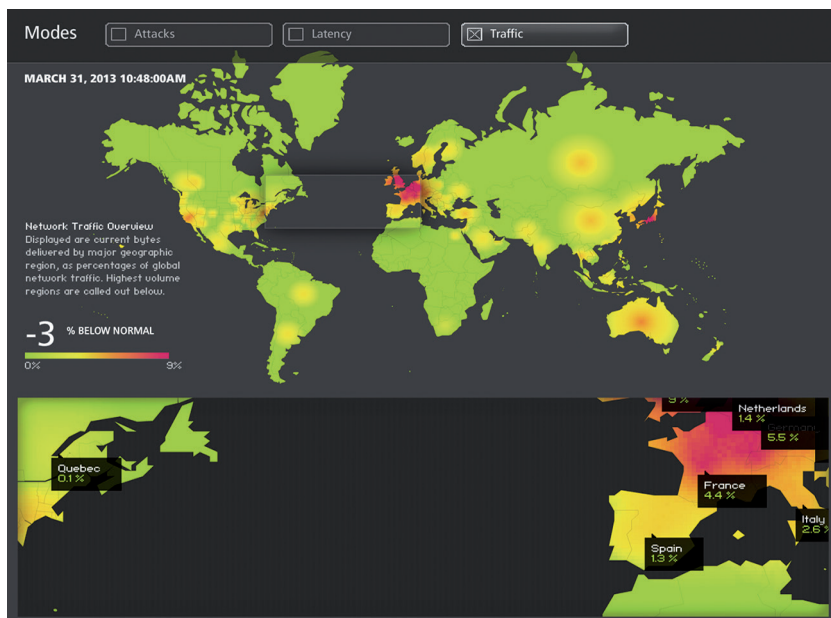 Modes
Attacks
Latency
Traffic
MARCH 31, 2013 10:48:00AM
Network Traffic Overview
Displayed are current bytes
delivered by major geographic
region, as percentages of global
network traffic. Highest volume
regions are called out below.
-3 % BELOW NORMAL
0% 9%
9 %
Netherlands
1.4 %
Germany
5.5 %
Quebec
0.1 %
France
4.4 %
Italy
2.6 %
Spain
1.3 %